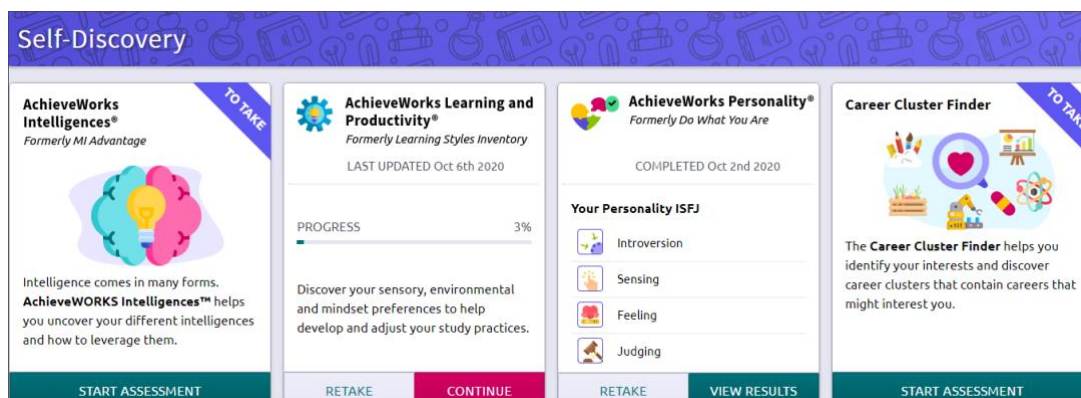 Self-Discovery
TO TAKE
AchieveWorks
Intelligences®
Formerly MI Advantage
Intelligence comes in many forms.
AchieveWORKS Intelligences™ helps
you uncover your different intelligences
and how to leverage them.
START ASSESSMENT
AchieveWorks Learning and
Productivity®
Formerly Learning Styles Inventory
LAST UPDATED Oct 6th 2020
PROGRESS 3%
Discover your sensory, environmental
and mindset preferences to help
develop and adjust your study practices.
RETAKE CONTINUE
AchieveWorks Personality®
Formerly Do What You Are
COMPLETED Oct 2nd 2020
Your Personality ISFJ
Introversion
Sensing
Feeling
Judging
RETAKE VIEW RESULTS
TO TAKE
Career Cluster Finder
The Career Cluster Finder helps you
identify your interests and discover
career clusters that contain careers that
might interest you.
START ASSESSMENT